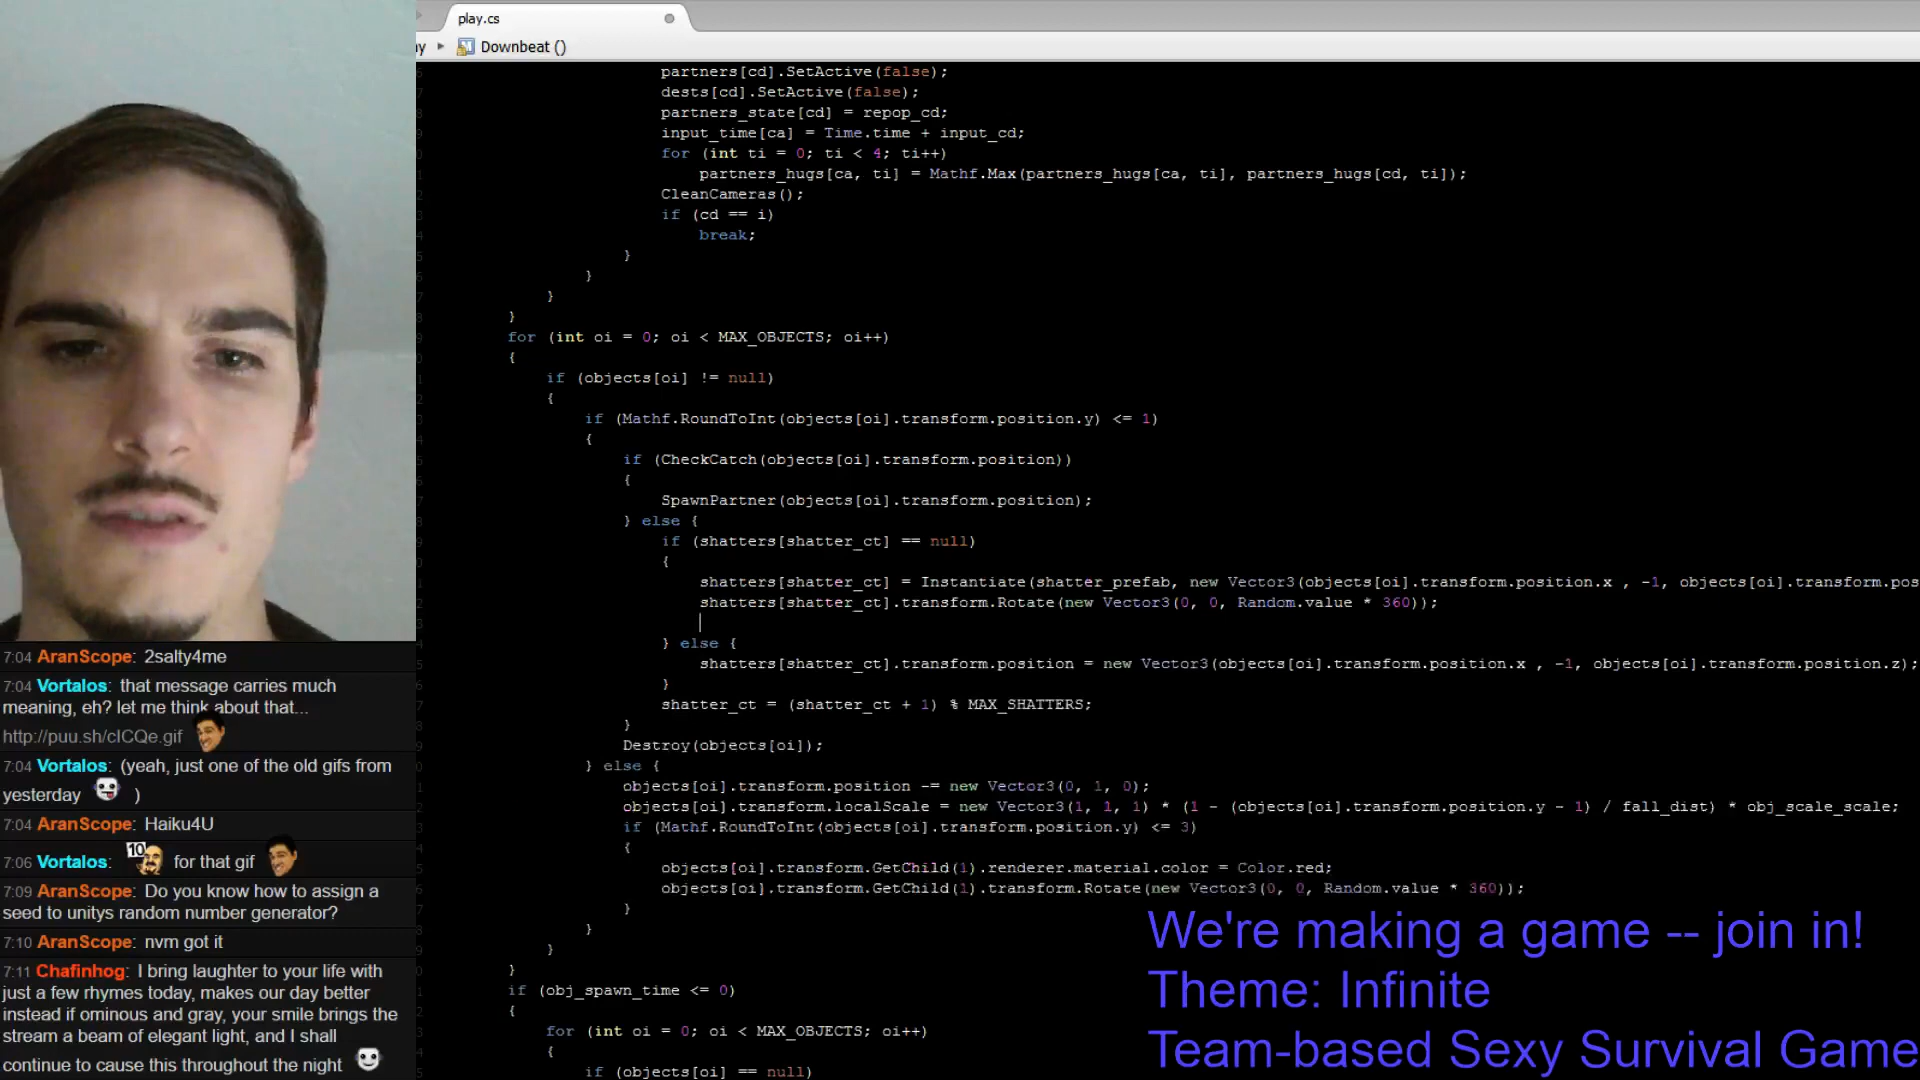 play.cs
Downbeat ()
partners[cd].SetActive(false);
dests[cd].SetActive(false);
partners_state[cd] = repop_cd;
input_time[ca] = Time.time + input_cd;
for (int ti = 0; ti < 4; ti++)
partners_hugs[ca, ti] = Mathf.Max(partners_hugs[ca, ti], partners_hugs[cd, ti]);
CleanCameras();
if (cd == i)
break;
}
}
}
}
for (int oi = 0; oi < MAX_OBJECTS; oi++)
{
if (objects[oi] != null)
{
if (Mathf.RoundToInt(objects[oi].transform.position.y) <= 1)
{
if (CheckCatch(objects[oi].transform.position))
{
SpawnPartner(objects[oi].transform.position);
} else {
if (shatters[shatter_ct] == null)
{
shatters[shatter_ct] = Instantiate(shatter_prefab, new Vector3(objects[oi].transform.position.x , -1, objects[oi].transform.pos
shatters[shatter_ct].transform.Rotate(new Vector3(0, 0, Random.value * 360));
} else {
shatters[shatter_ct].transform.position = new Vector3(objects[oi].transform.position.x , -1, objects[oi].transform.position.z);
}
shatter_ct = (shatter_ct + 1) % MAX_SHATTERS;
}
Destroy(objects[oi]);
} else {
objects[oi].transform.position -= new Vector3(0, 1, 0);
objects[oi].transform.localScale = new Vector3(1, 1, 1) * (1 - (objects[oi].transform.position.y - 1) / fall_dist) * obj_scale_scale;
if (Mathf.RoundToInt(objects[oi].transform.position.y) <= 3)
{
objects[oi].transform.GetChild(1).renderer.material.color = Color.red;
objects[oi].transform.GetChild(1).transform.Rotate(new Vector3(0, 0, Random.value * 360));
}
}
}
}
if (obj_spawn_time <= 0)
{
for (int oi = 0; oi < MAX_OBJECTS; oi++)
{
if (objects[oi] == null)
7:04 AranScope: 2salty4me
7:04 Vortalos: that message carries much
meaning, eh? let me think about that...
http://puu.sh/cICQe.gif
7:04 Vortalos: (yeah, just one of the old gifs from
yesterday )
7:04 AranScope: Haiku4U
7:06 Vortalos: 10 for that gif
7:09 AranScope: Do you know how to assign a
seed to unitys random number generator?
7:10 AranScope: nvm got it
7:11 Chafinhog: I bring laughter to your life with
just a few rhymes today, makes our day better
instead if ominous and gray, your smile brings the
stream a beam of elegant light, and I shall
continue to cause this throughout the night
We're making a game -- join in!
Theme: Infinite
Team-based Sexy Survival Game